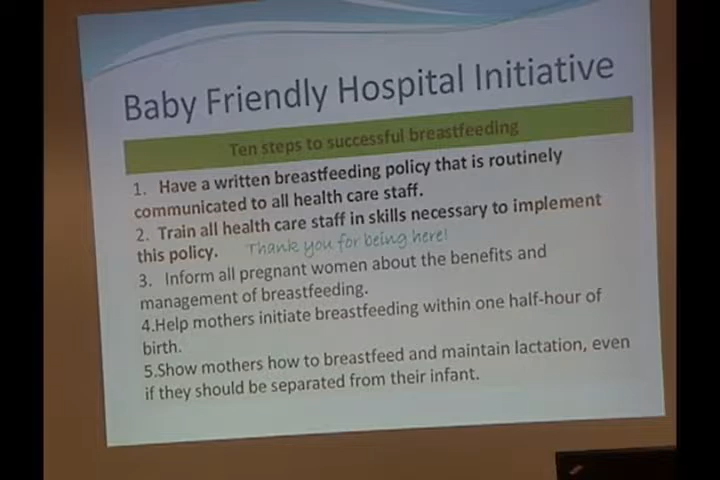 Baby Friendly Hospital Initiative
Ten steps to successful breastfeeding
1. Have a written breastfeeding policy that is routinely
communicated to all health care staff.
2. Train all health care staff in skills necessary to implement
this policy. Thank you for being here!
3. Inform all pregnant women about the benefits and
management of breastfeeding.
4.Help mothers initiate breastfeeding within one half-hour of
birth.
5.Show mothers how to breastfeed and maintain lactation, even
if they should be separated from their infant.